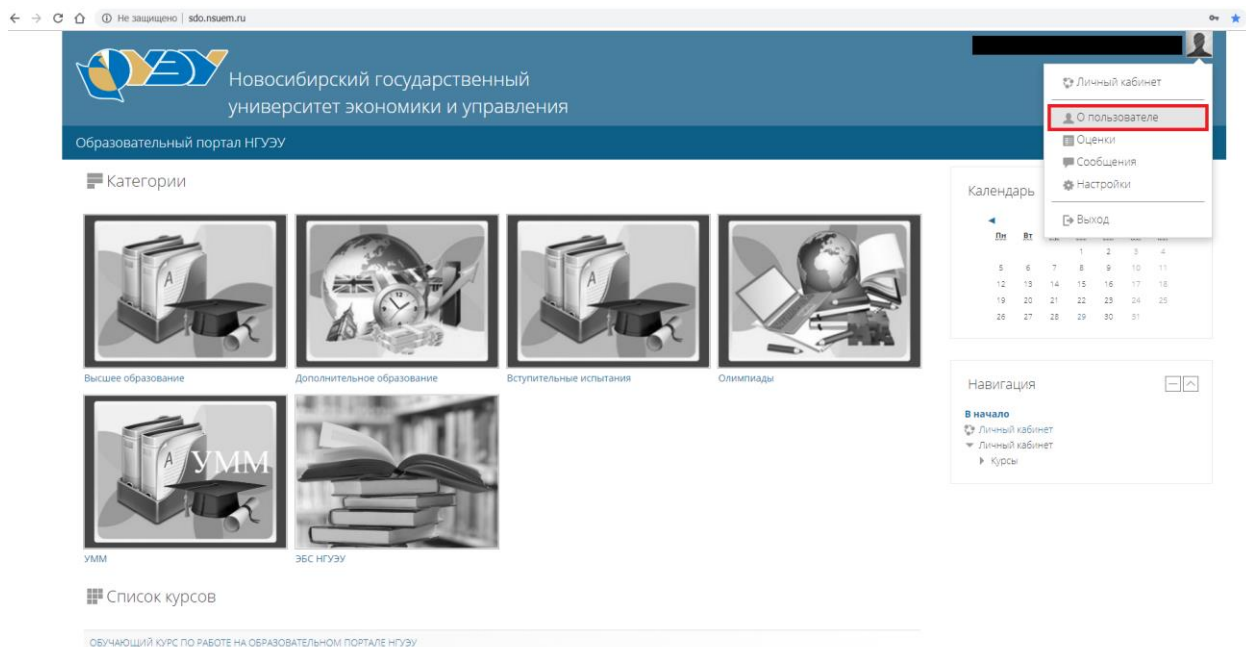 Не защищено | sdo.nsuem.ru
НГУЭУ
Новосибирский государственный
университет экономики и управления
Образовательный портал НГУЭУ
Личный кабинет
О пользователе
Оценки
Сообщения
Настройки
Выход
Категории
Высшее образование
Дополнительное образование
Вступительные испытания
Олимпиады
A
A
A УММ
УММ
ЭБС НГУЭУ
Список курсов
ОБУЧАЮЩИЙ КУРС ПО РАБОТЕ НА ОБРАЗОВАТЕЛЬНОМ ПОРТАЛЕ НГУЭУ
Календарь
Пн Вт
1 2 3 4
5 6 7 8 9 10 11
12 13 14 15 16 17 18
19 20 21 22 23 24 25
26 27 28 29 30 31
Навигация
В начало
Личный кабинет
Личный кабинет
Курсы